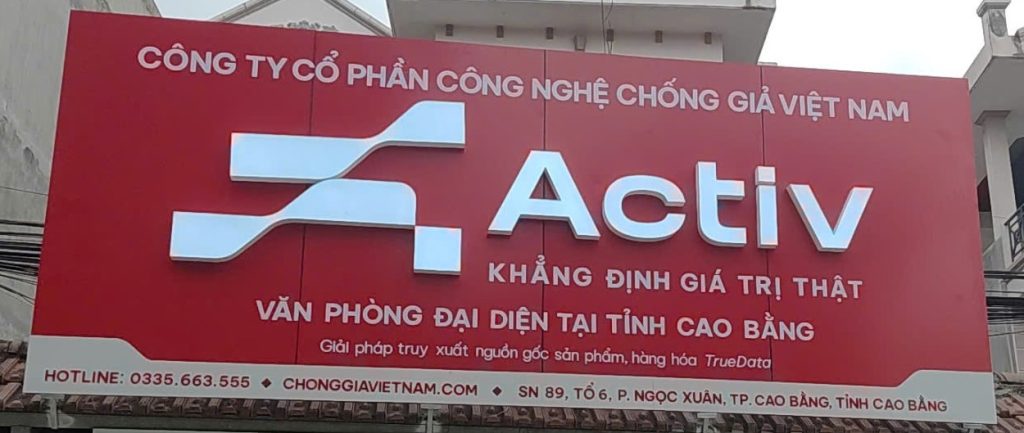 CÔNG TY CỔ PHẦN CÔNG NGHỆ CHỐNG GIẢ VIỆT NAM
Activ
KHẲNG ĐỊNH GIÁ TRỊ THẬT
VĂN PHÒNG ĐẠI DIỆN TẠI TỈNH CAO BẰNG
Giải pháp truy xuất nguồn gốc sản phẩm, hàng hóa TrueData
HOTLINE: 0335.663.555 ◆ CHONGGIAVIETNAM.COM ◆ SN 89, TỔ 6, P. NGỌC XUÂN, TP. CAO BẰNG, TỈNH CAO BẰNG